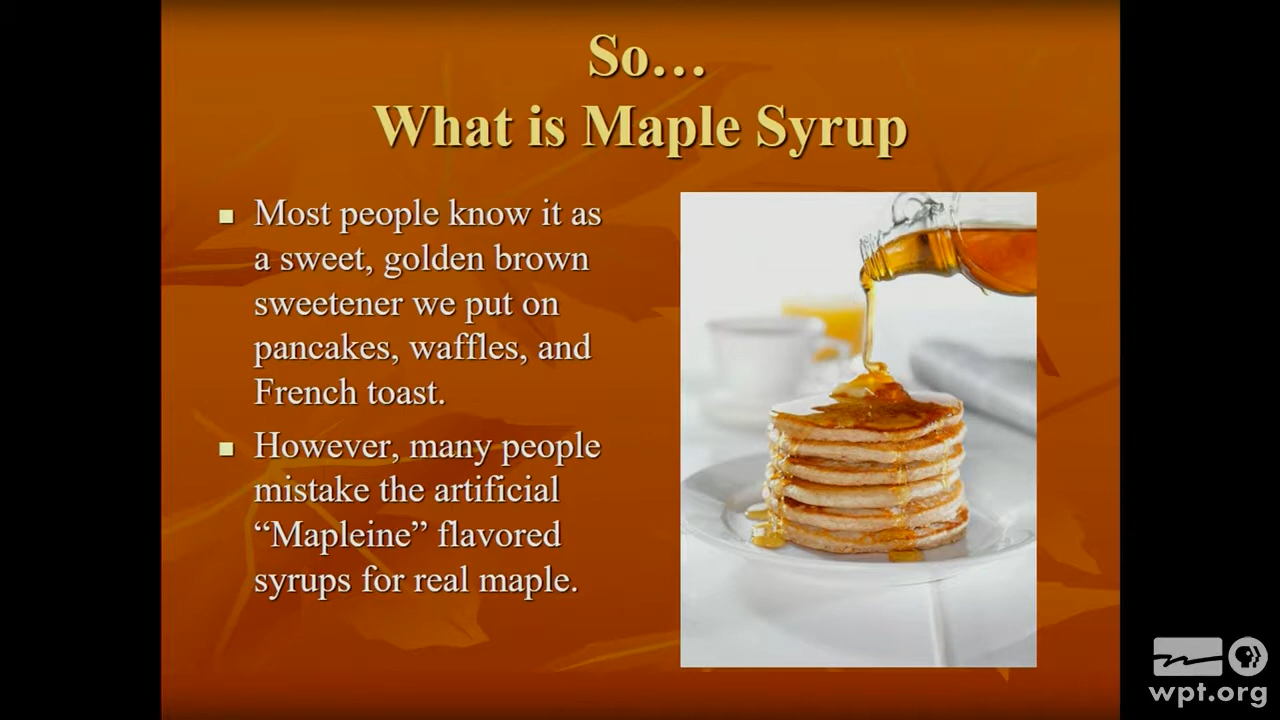 So…
What is Maple Syrup
Most people know it as
a sweet, golden brown
sweetener we put on
pancakes, waffles, and
French toast.
However, many people
mistake the artificial
“Mapleine” flavored
syrups for real maple.
wpt.org